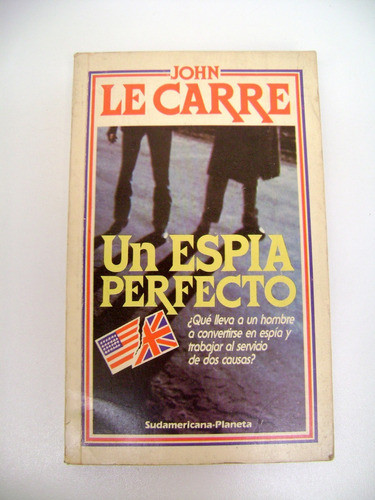 JOHN
LE CARRE
Un ESPIA
PERFECTO
¿Qué lleva a un hombre
a convertirse en espía y
trabajar al servicio
de dos causas?
Sudamericana-Planeta